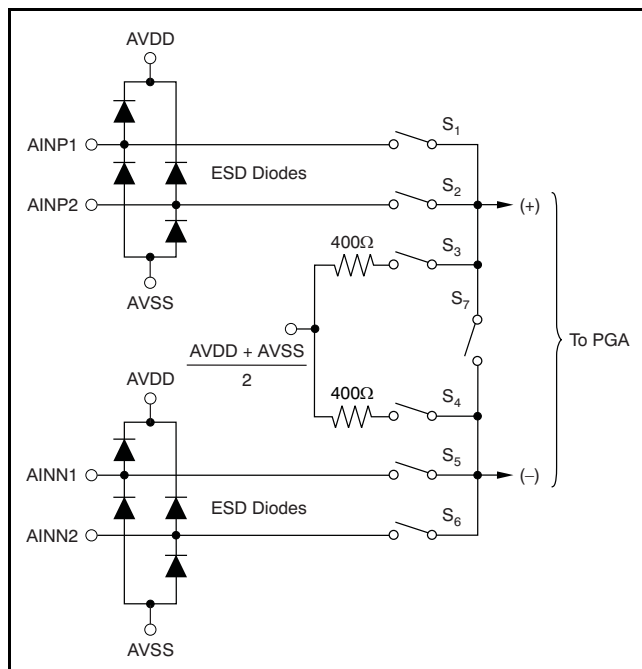 AVDD
AINP1
S1
ESD Diodes
AINP2
S2
(+)
400Ω
S3
AVSS
S7
To PGA
AVDD + AVSS
2
AVDD
400Ω
S4
AINN1
S5
(–)
ESD Diodes
AINN2
S6
AVSS